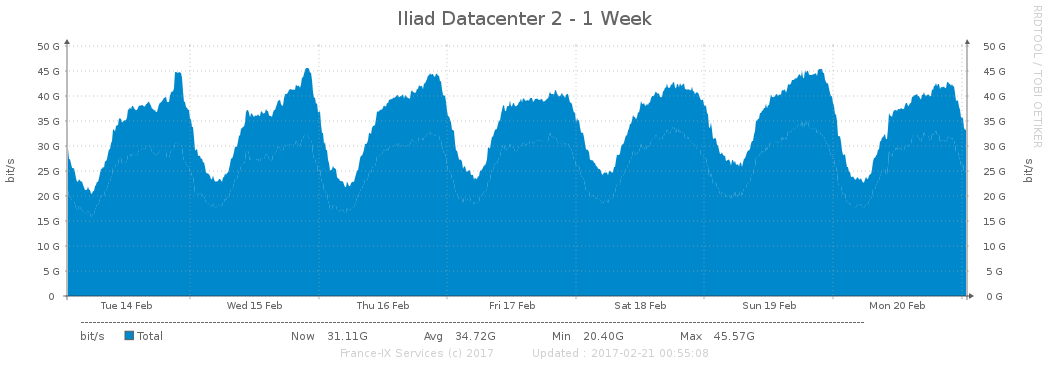 Iliad Datacenter 2 - 1 Week
RRDTOOL / TOBI OETIKER
50 G 50 G
45 G 45 G
40 G 40 G
35 G 35 G
30 G 30 G
25 G 25 G
20 G 20 G
15 G 15 G
10 G 10 G
5 G 5 G
0 0 G
bit/s bit/s
Tue 14 Feb Wed 15 Feb Thu 16 Feb Fri 17 Feb Sat 18 Feb Sun 19 Feb Mon 20 Feb
bit/s Total Now 31.11G Avg 34.72G Min 20.40G Max 45.57G
France-IX Services (c) 2017 Updated : 2017-02-21 00:55:08